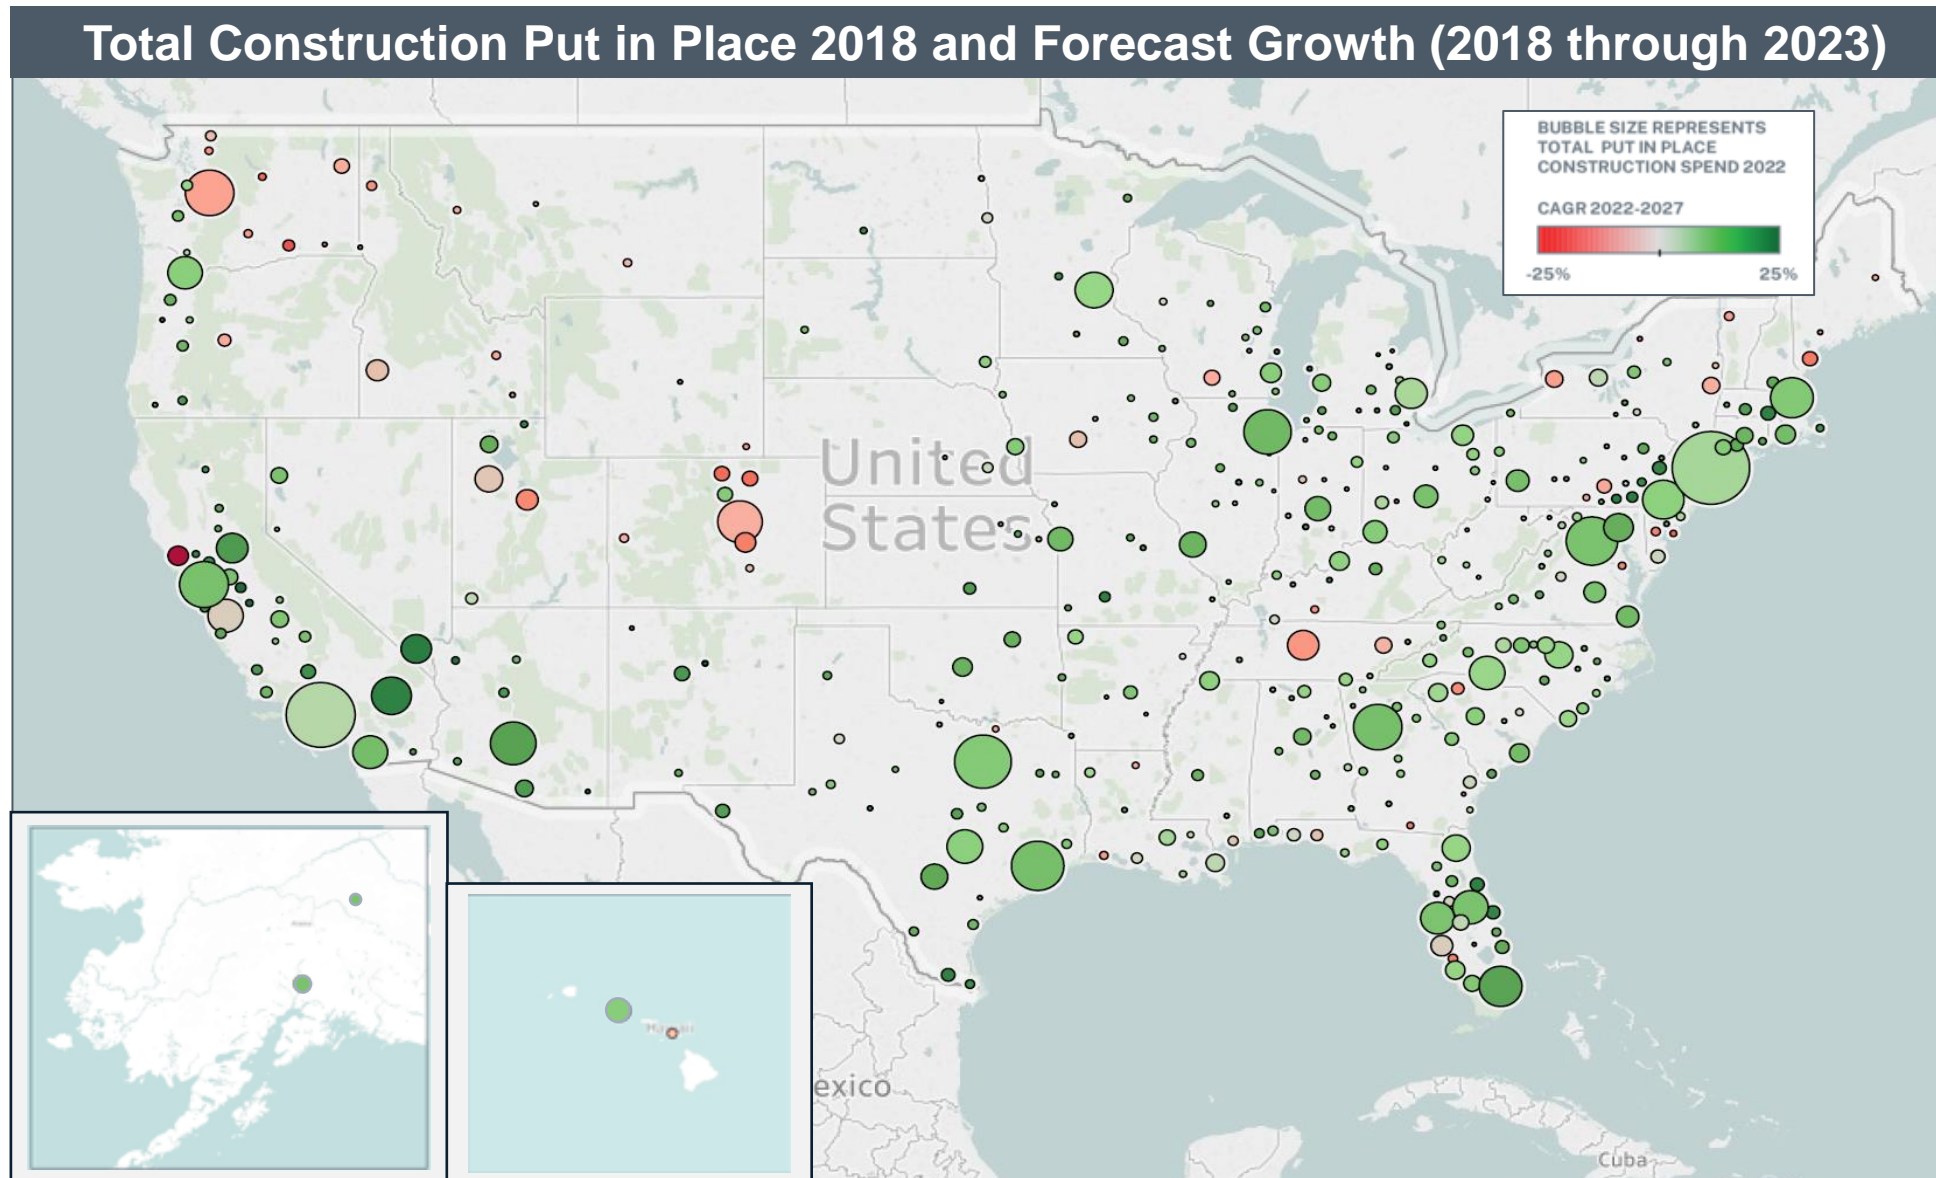 Total Construction Put in Place 2018 and Forecast Growth (2018 through 2023)
BUBBLE SIZE REPRESENTS
TOTAL PUT IN PLACE
CONSTRUCTION SPEND 2022
CAGR 2022-2027
-25% 25%
United
States
Hawaii
exico
Cuba